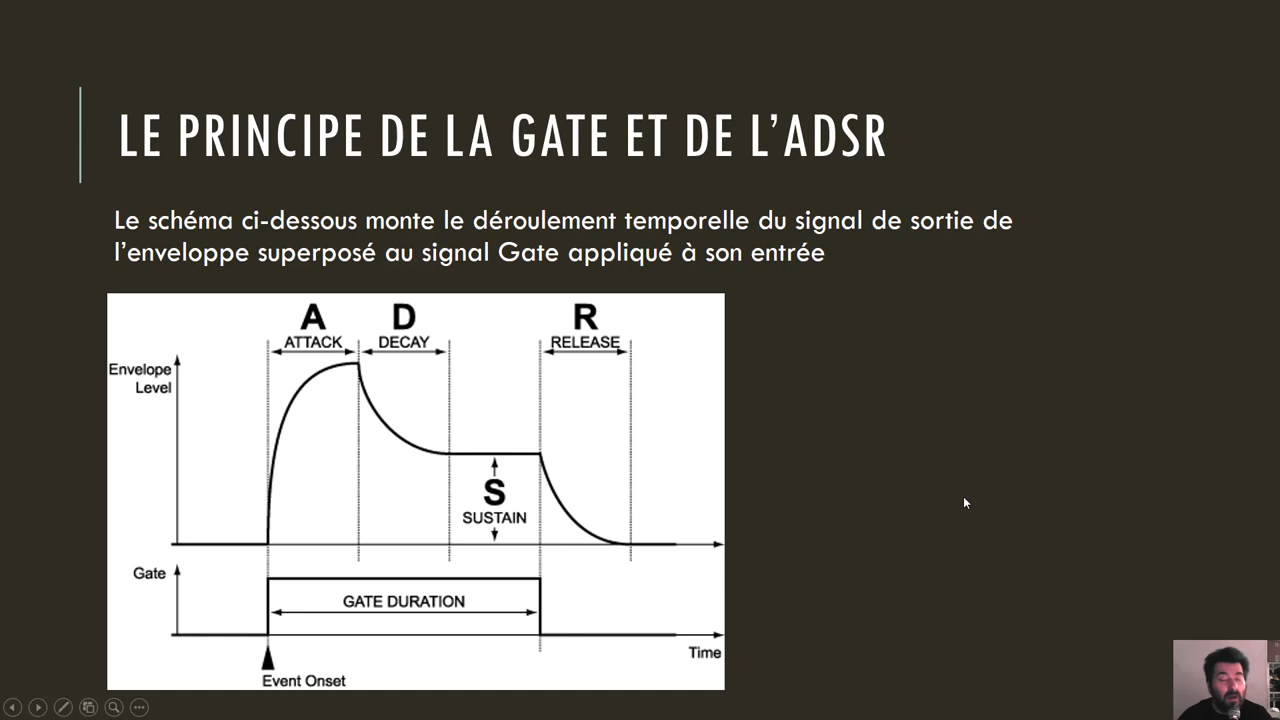 LE PRINCIPE DE LA GATE ET DE L’ADSR
Le schéma ci-dessous monte le déroulement temporelle du signal de sortie de
l’enveloppe superposé au signal Gate appliqué à son entrée
A
ATTACK
D
DECAY
R
RELEASE
Envelope
Level
S
SUSTAIN
Gate
GATE DURATION
Time
Event Onset